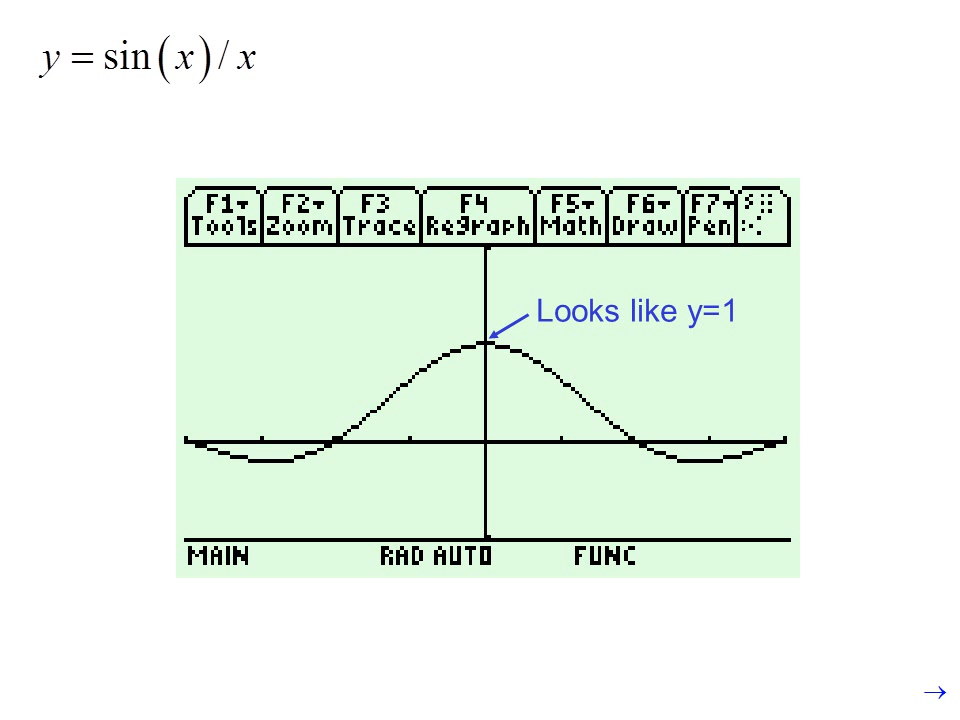 y = sin(x) / x
F1▾ F2▾ F3 F4 F5▾ F6▾ F7▾
Tools Zoom Trace Regraph Math Draw Pen
Looks like y=1
MAIN RAD AUTO FUNC
→